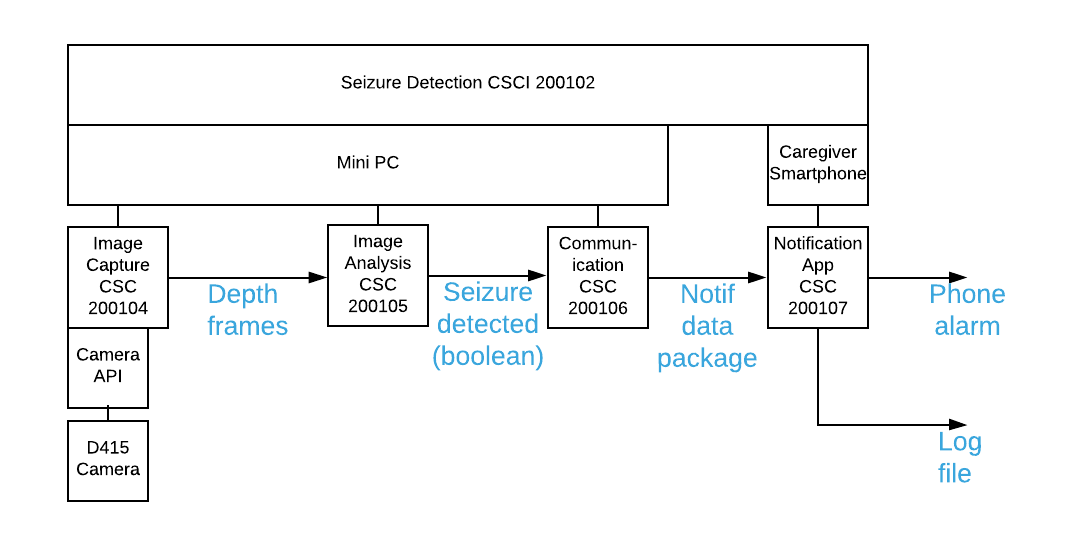 Seizure Detection CSCI 200102
Mini PC
Caregiver
Smartphone
Image
Capture
CSC
200104
Depth
frames
Image
Analysis
CSC
200105
Seizure
detected
(boolean)
Commun-
ication
CSC
200106
Notif
data
package
Notification
App
CSC
200107
Phone
alarm
Camera
API
D415
Camera
Log
file